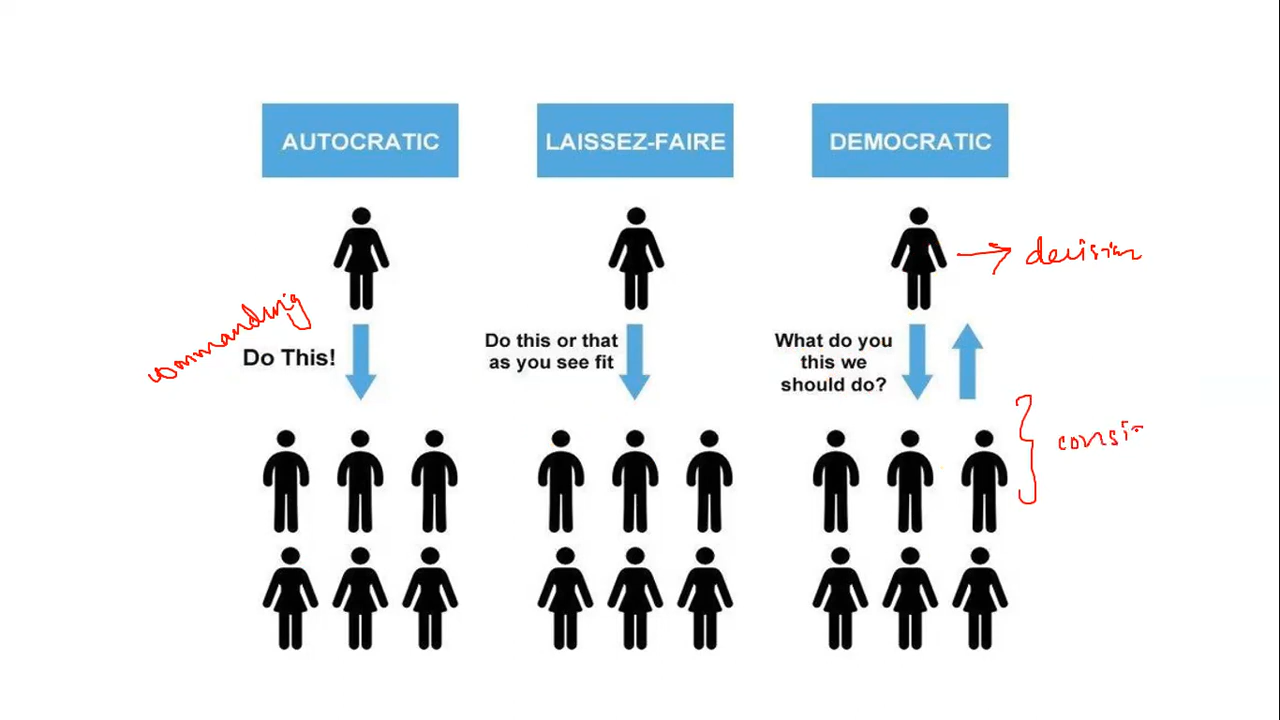 AUTOCRATIC
LAISSEZ-FAIRE
DEMOCRATIC
decision
commanding
Do This!
Do this or that
as you see fit
What do you
this we
should do?
consi